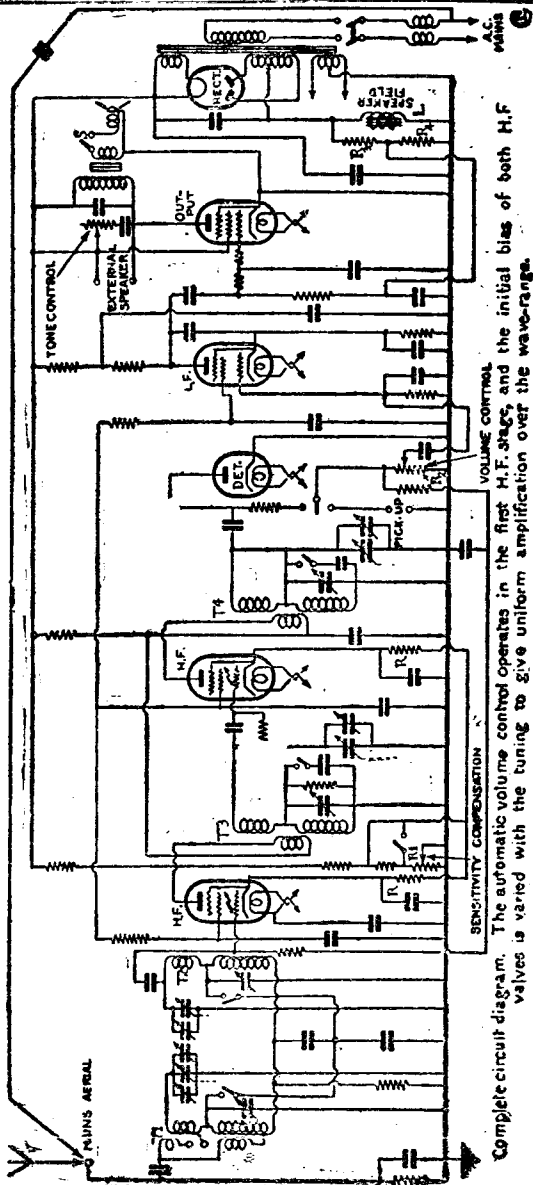 MAINS AERIAL
T1
T2
H.F.
R
R1
SENSITIVITY COMPENSATION
T3
H.F.
R
T4
DET.
PICK-UP
R2
VOLUME CONTROL
L.F.
TONE CONTROL
EXTERNAL
SPEAKER
OUT-
PUT
S
RECT.
SPEAKER
FIELD
A.C.
MAINS
Complete circuit diagram. The automatic volume control operates in the first H.F. stage, and the initial bias of both H.F
valves is varied with the tuning to give uniform amplification over the wave-range.